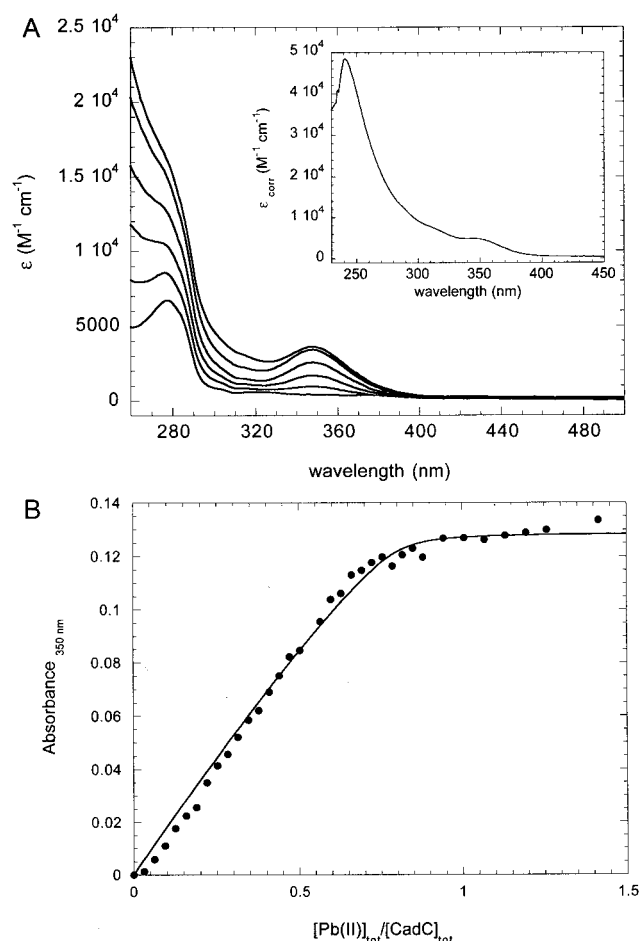 A
2.5 10⁴
2 10⁴
1.5 10⁴
1 10⁴
5000
0
ε (M⁻¹ cm⁻¹)
280 320 360 400 440 480
wavelength (nm)
5 10⁴
4 10⁴
3 10⁴
2 10⁴
1 10⁴
0
ε corr (M⁻¹ cm⁻¹)
250 300 350 400 450
wavelength (nm)
B
0.14
0.12
0.1
0.08
0.06
0.04
0.02
0
Absorbance 350 nm
0 0.5 1 1.5
[Pb(II)]tot/[CadC]tot